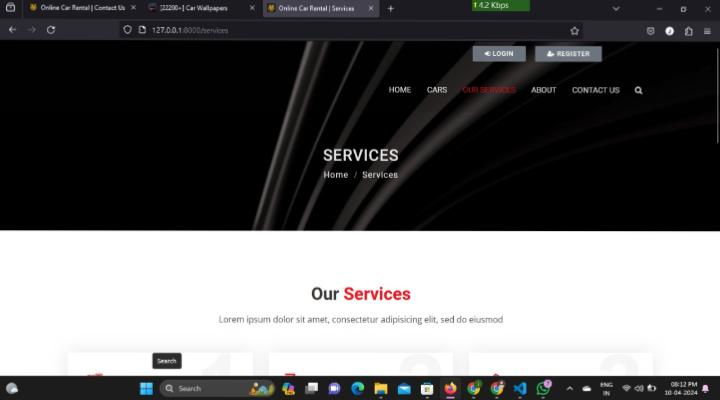 Online Car Rental | Contact Us
[22200+] Car Wallpapers
Online Car Rental | Services
4.2 Kbps
127.0.0.1:8000/services
LOGIN
REGISTER
HOME
CARS
OUR SERVICES
ABOUT
CONTACT US
SERVICES
Home / Services
Our Services
Lorem ipsum dolor sit amet, consectetur adipisicing elit, sed do eiusmod
1
2
3
Search
Search
ENG
IN
08:12 PM
10-04-2024